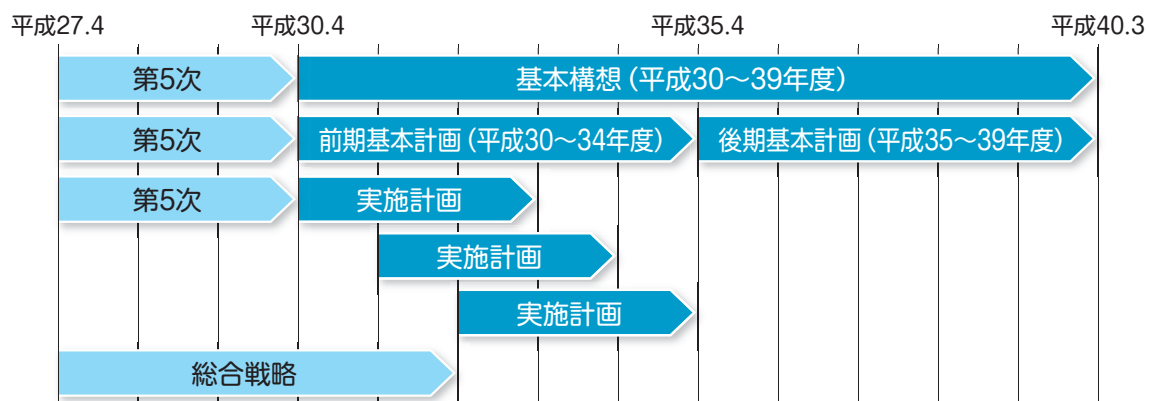 平成27.4 平成30.4 平成35.4 平成40.3
第5次 基本構想（平成30～39年度）
第5次 前期基本計画（平成30～34年度） 後期基本計画（平成35～39年度）
第5次 実施計画
実施計画
実施計画
総合戦略